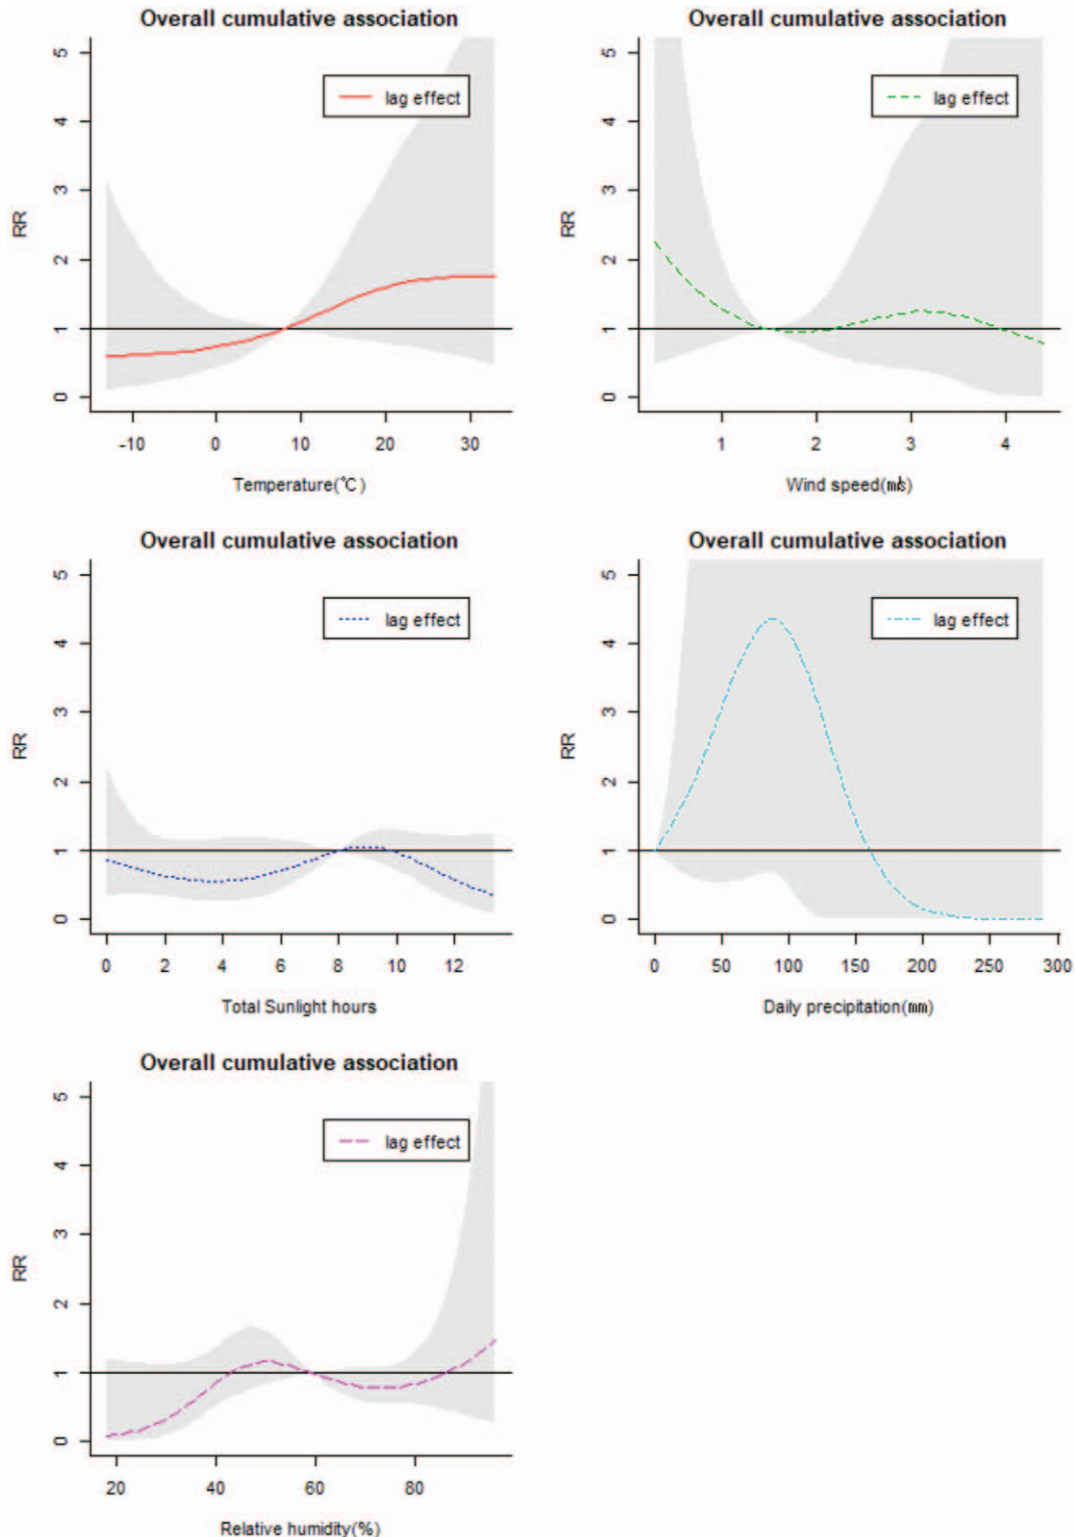 Overall cumulative association
Overall cumulative association
RR
5
4
3
2
1
0
lag effect
-10 0 10 20 30
Temperature(℃)
RR
5
4
3
2
1
0
lag effect
1 2 3 4
Wind speed(㎧)
Overall cumulative association
Overall cumulative association
RR
5
4
3
2
1
0
lag effect
0 2 4 6 8 10 12
Total Sunlight hours
RR
5
4
3
2
1
0
lag effect
0 50 100 150 200 250 300
Daily precipitation(㎜)
Overall cumulative association
RR
5
4
3
2
1
0
lag effect
20 40 60 80
Relative humidity(%)